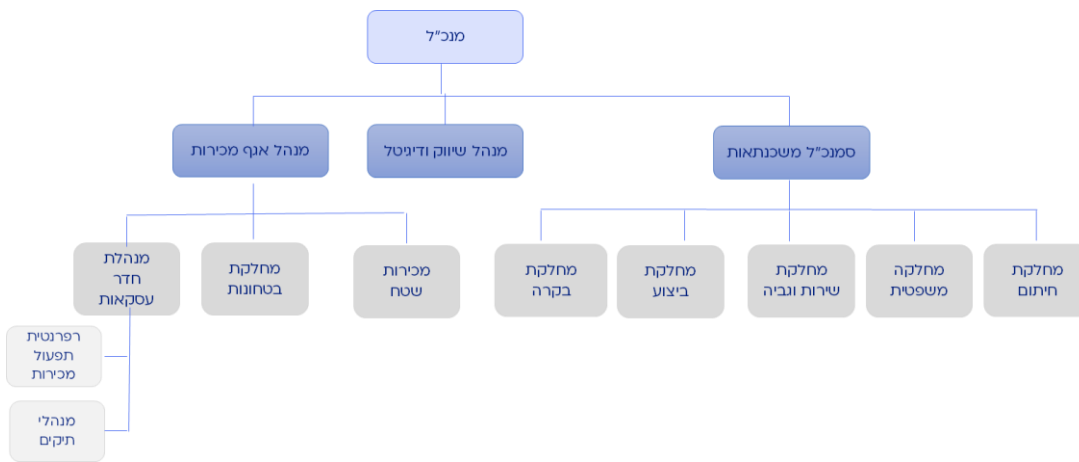 מנכ"ל
סמנכ"ל משכנתאות
מנהל שיווק ודיגיטל
מנהל אגף מכירות
מחלקת
חיתום
מחלקה
משפטית
מחלקת
שירות וגביה
מחלקת
ביצוע
מחלקת
בקרה
מכירות
שטח
מחלקת
בטחונות
מנהלת
חדר
עסקאות
רפרנטית
תפעול
מכירות
מנהלי
תיקים